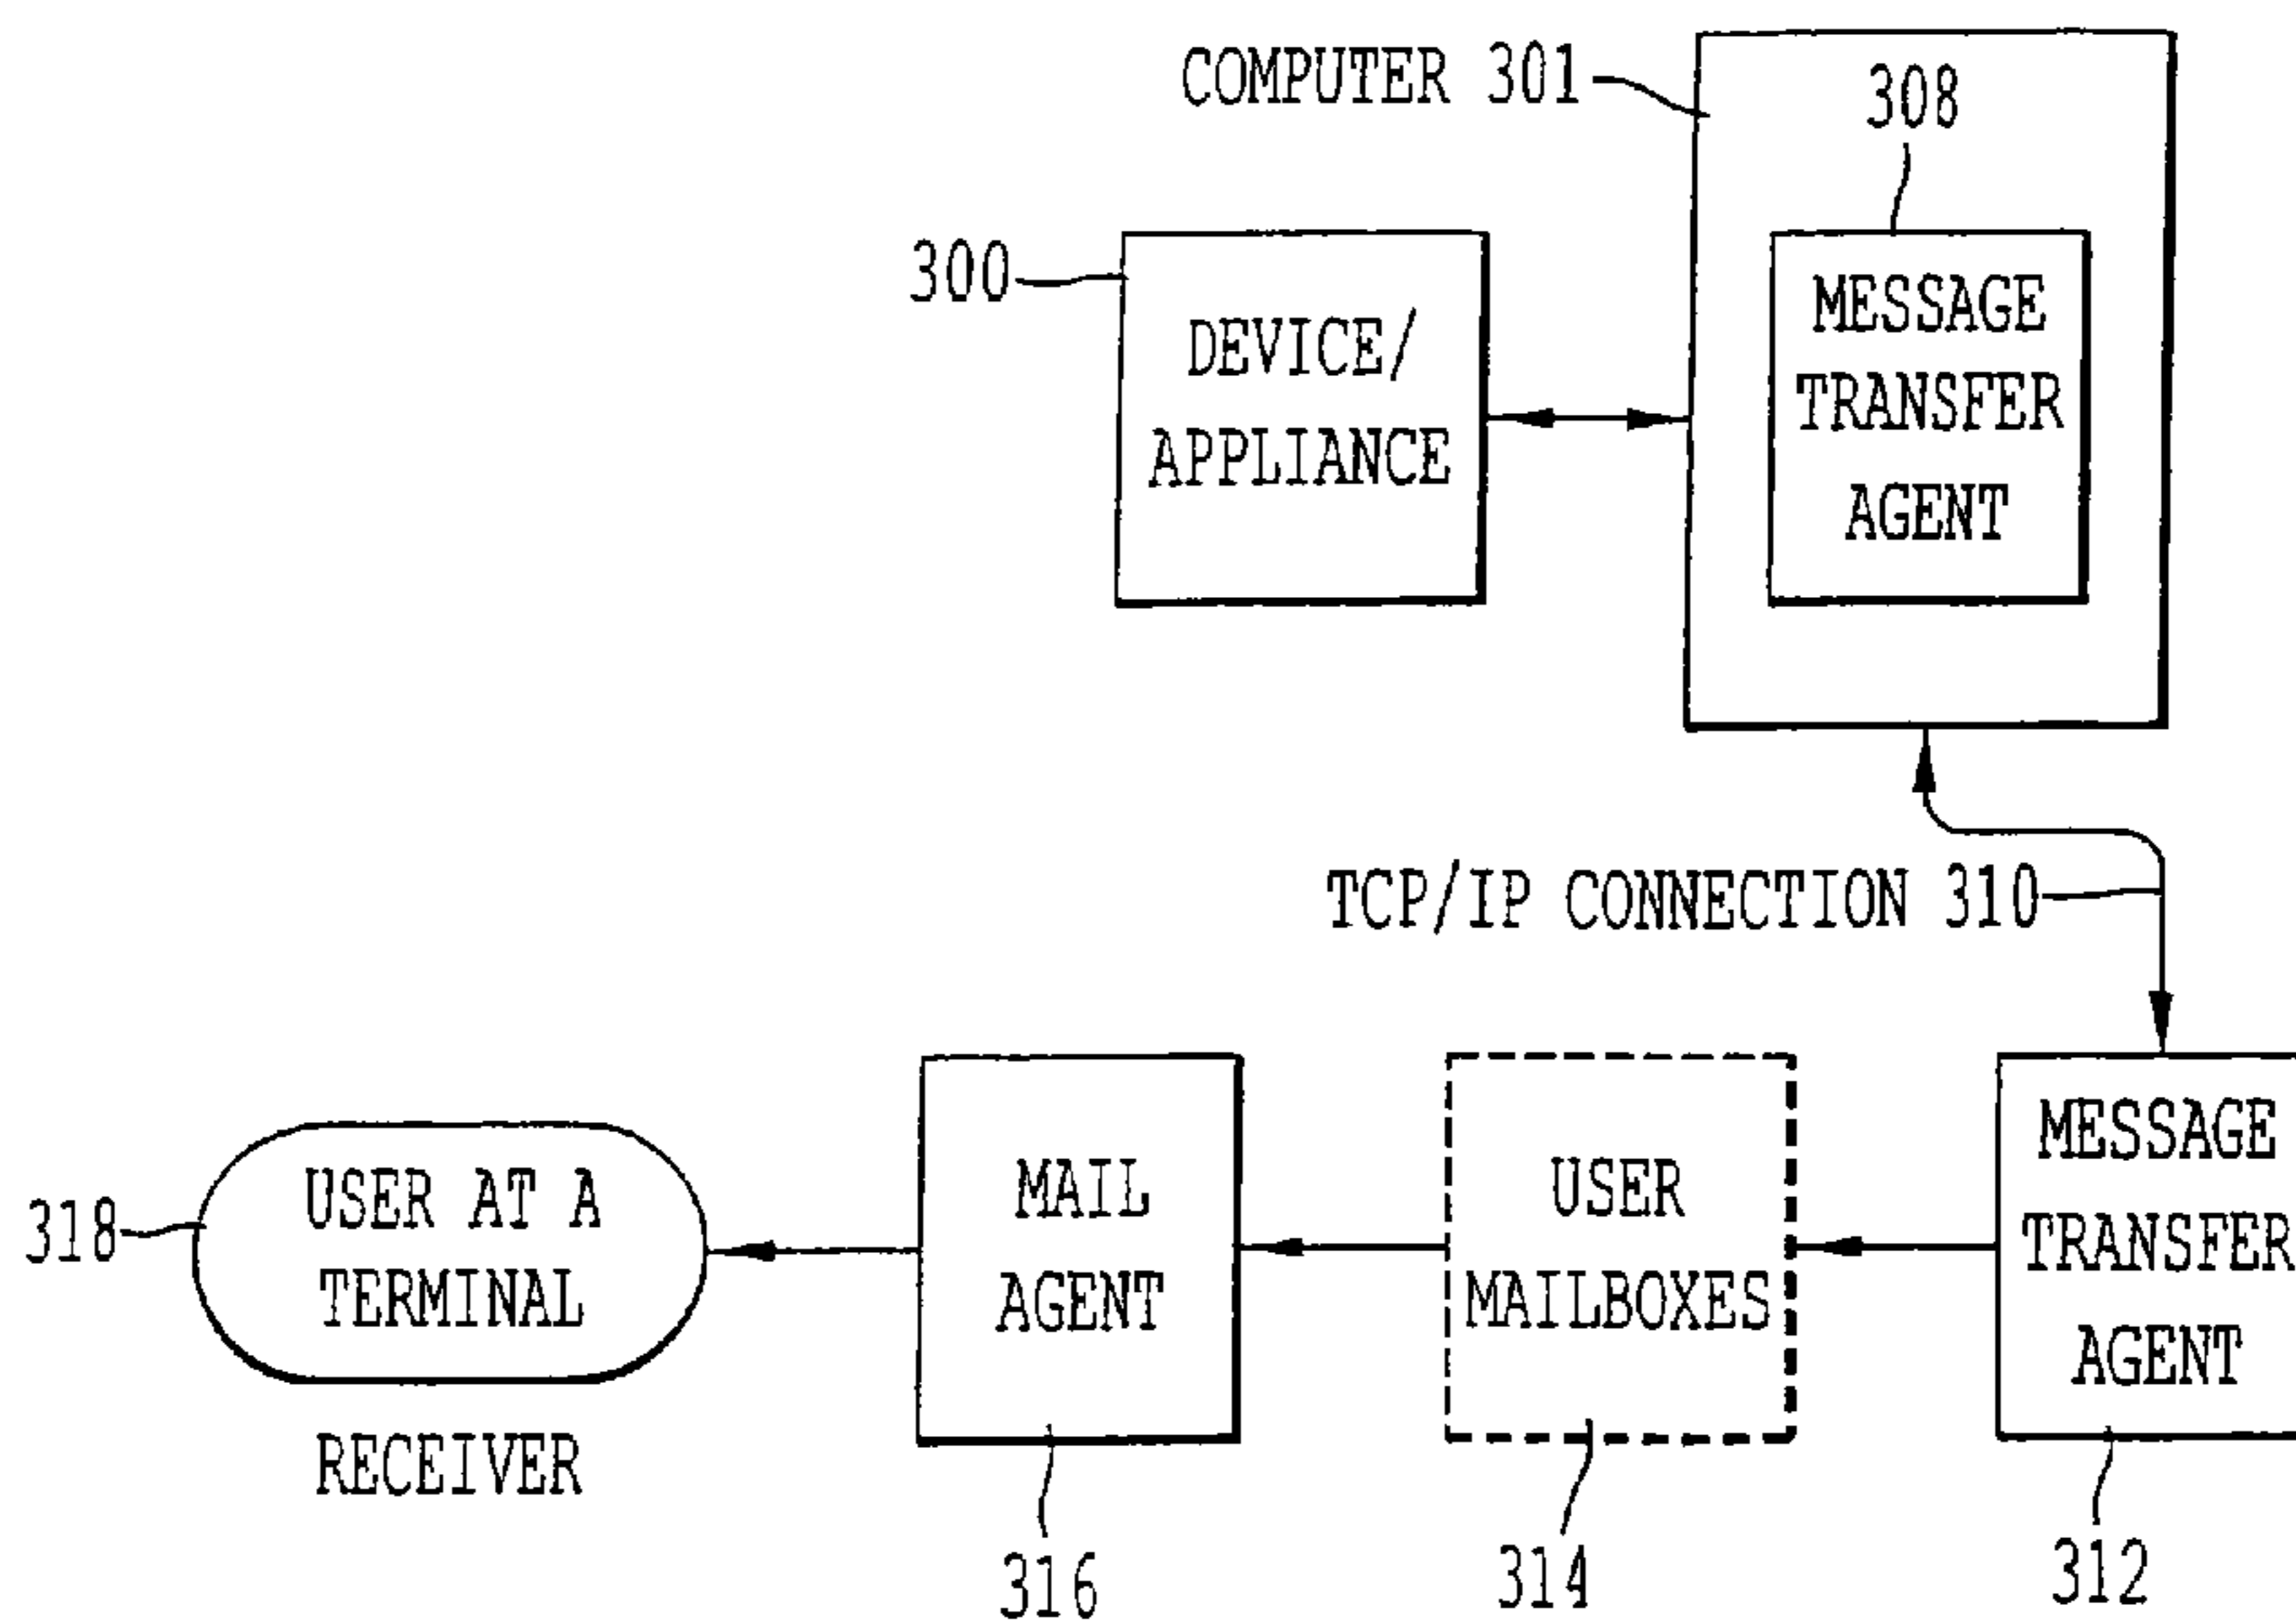 COMPUTER 301
308
300
DEVICE/
APPLIANCE
MESSAGE
TRANSFER
AGENT
TCP/IP CONNECTION 310
318
USER AT A
TERMINAL
RECEIVER
MAIL
AGENT
316
USER
MAILBOXES
314
MESSAGE
TRANSFER
AGENT
312